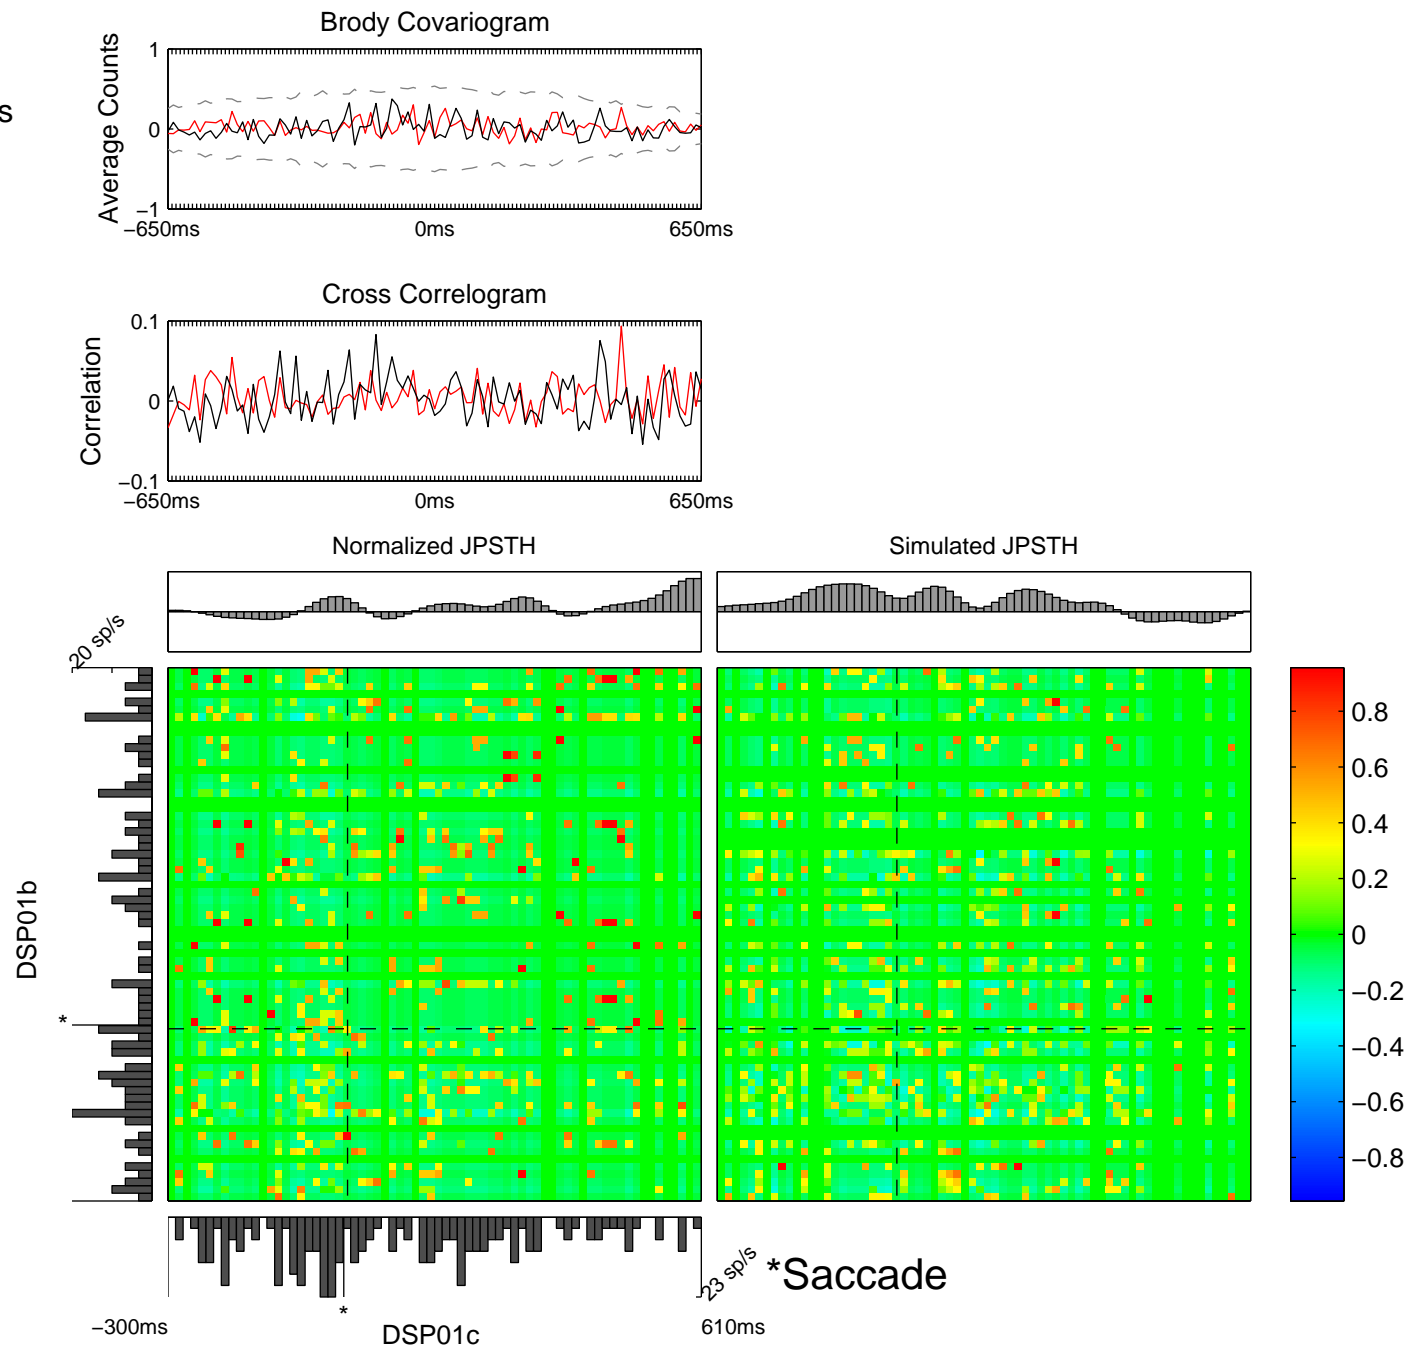 Brody Covariogram
s
Average Counts
1
0
−1
−650ms 0ms 650ms
Cross Correlogram
Correlation
0.1
0
−0.1
−650ms 0ms 650ms
Normalized JPSTH
Simulated JPSTH
20 sp/s
DSP01b
*
0.8
0.6
0.4
0.2
0
−0.2
−0.4
−0.6
−0.8
23 sp/s
*Saccade
*
−300ms
DSP01c
610ms